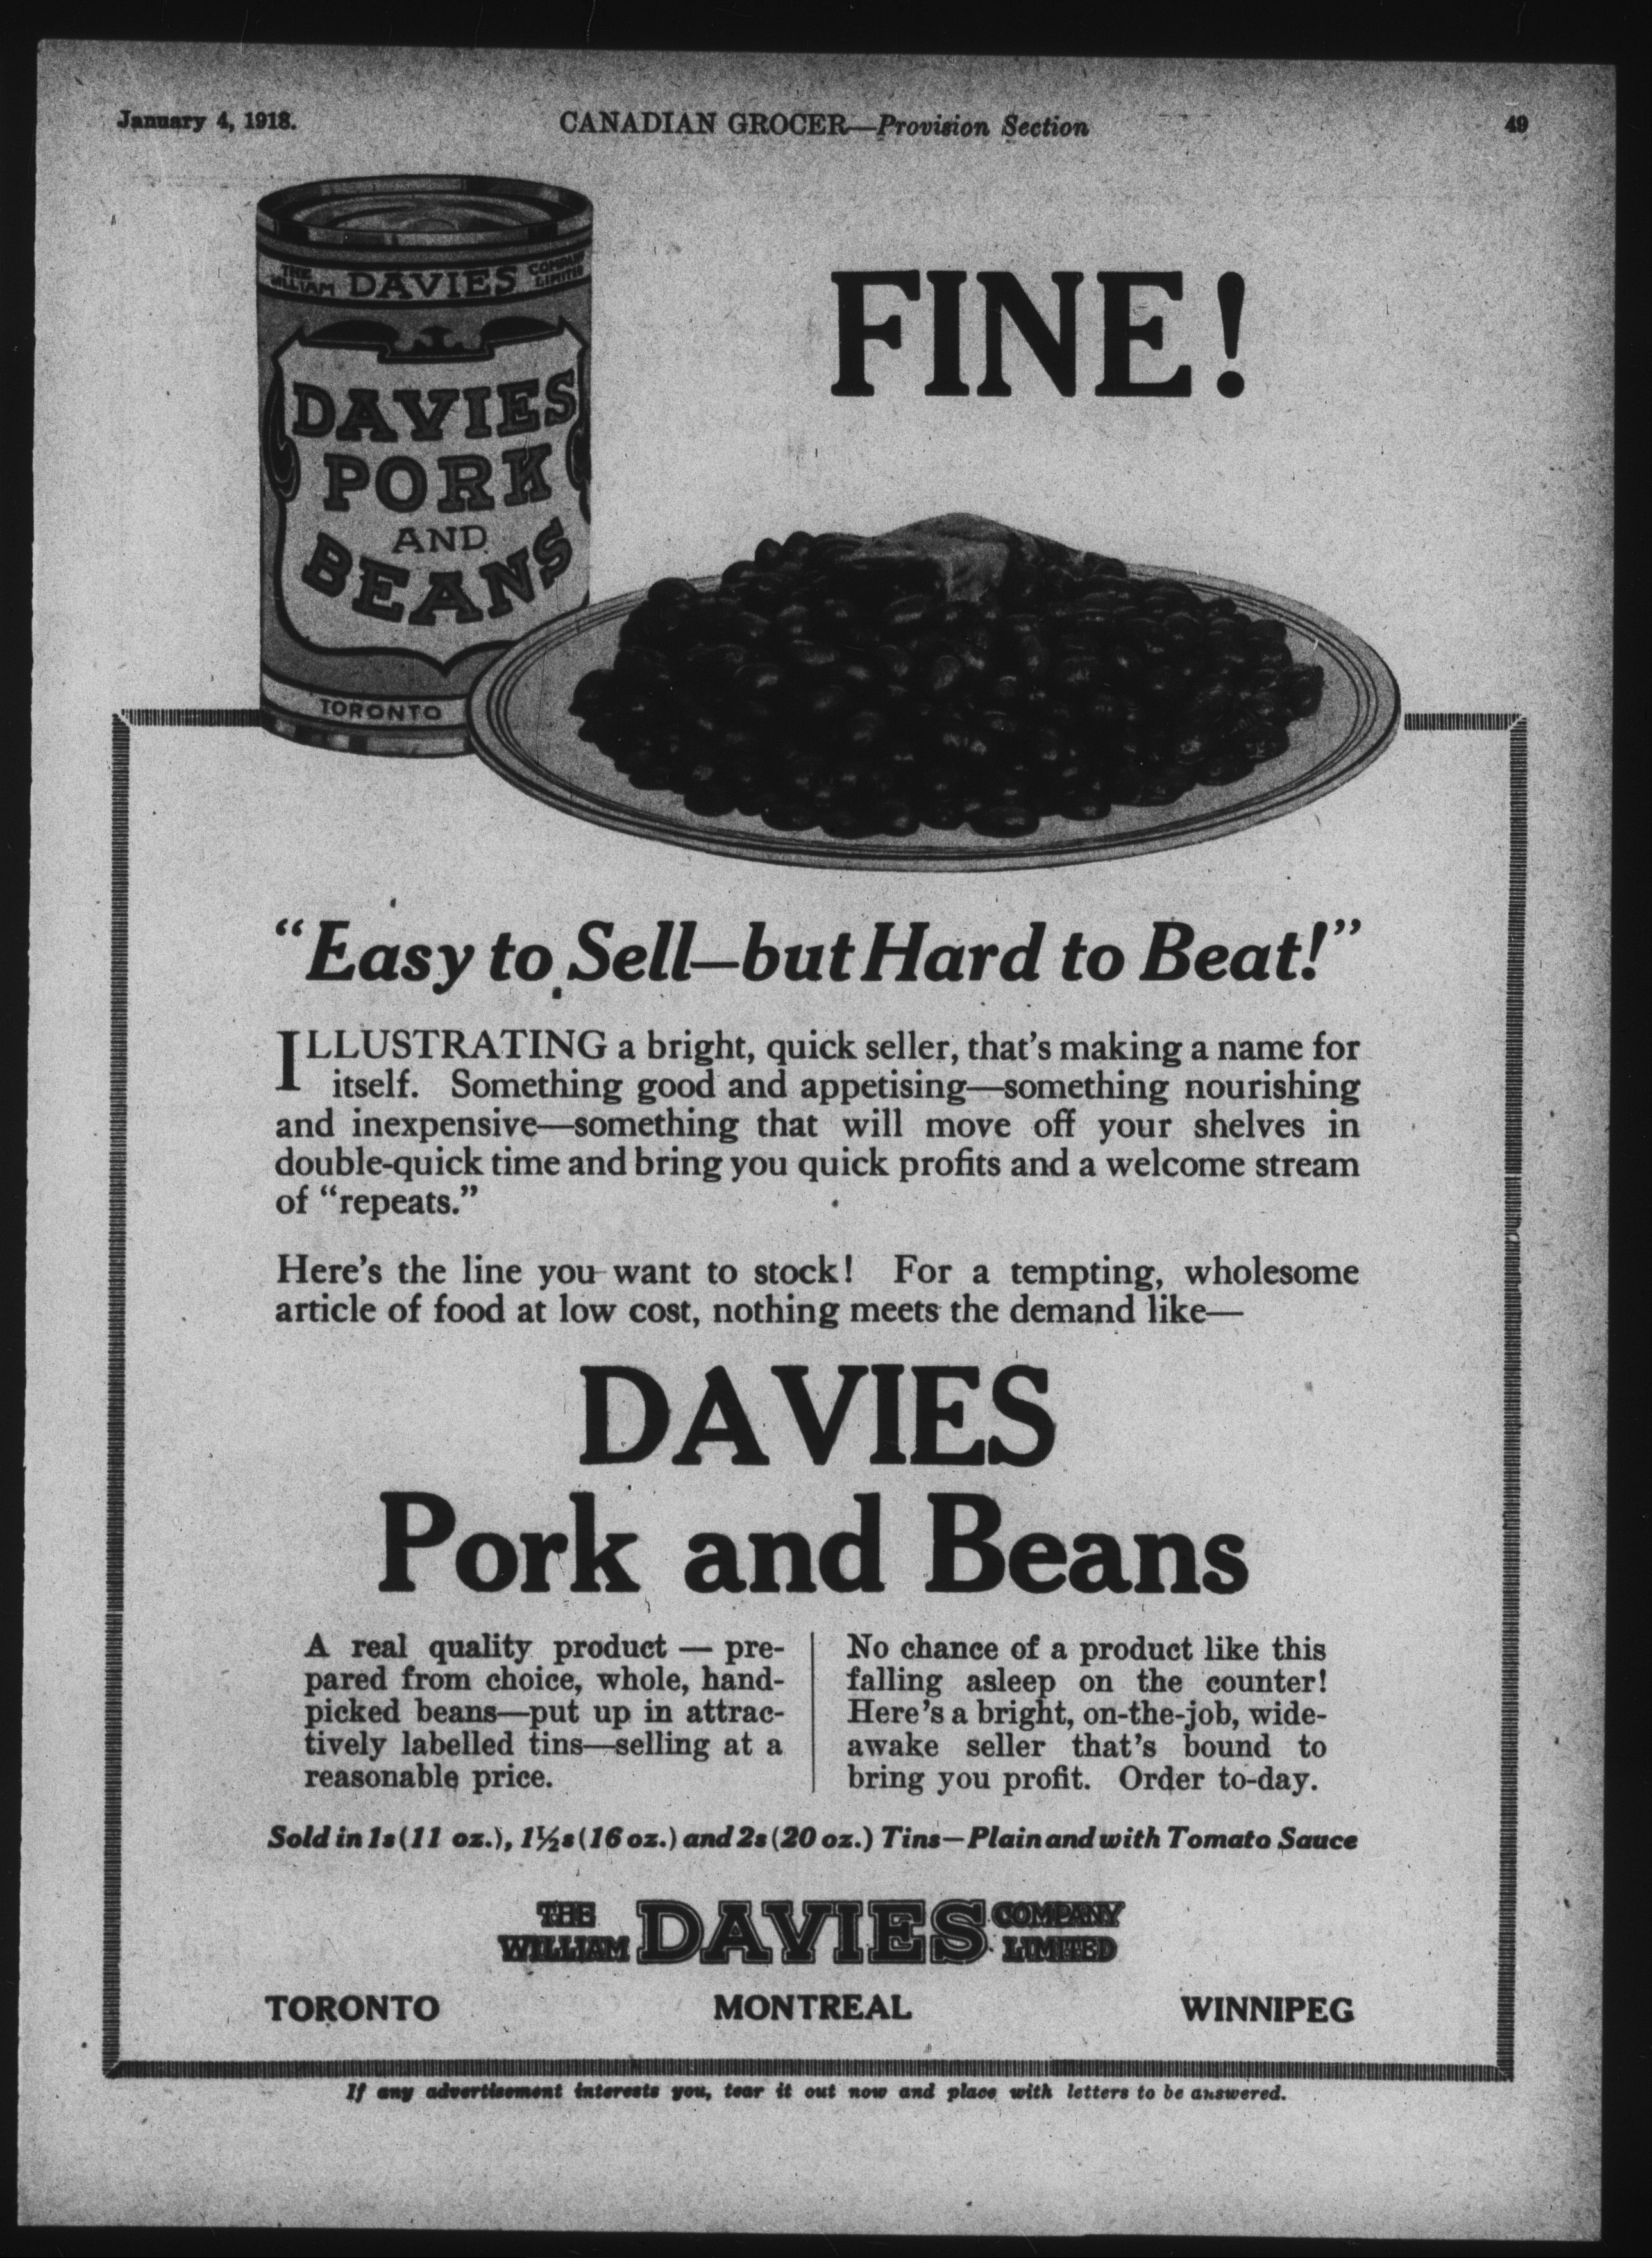 January 4, 1918.
CANADIAN GROCER—Provision Section
49
THE WILLIAM DAVIES COMPANY LIMITED
DAVIES
PORK
AND
BEANS
TORONTO
FINE!
"Easy to Sell—but Hard to Beat!"
ILLUSTRATING a bright, quick seller, that's making a name for
itself. Something good and appetising—something nourishing
and inexpensive—something that will move off your shelves in
double-quick time and bring you quick profits and a welcome stream
of "repeats."
Here's the line you want to stock! For a tempting, wholesome
article of food at low cost, nothing meets the demand like—
DAVIES
Pork and Beans
A real quality product — pre-
pared from choice, whole, hand-
picked beans—put up in attrac-
tively labelled tins—selling at a
reasonable price.
No chance of a product like this
falling asleep on the counter!
Here's a bright, on-the-job, wide-
awake seller that's bound to
bring you profit. Order to-day.
Sold in 1s (11 oz.), 1½s (16 oz.) and 2s (20 oz.) Tins—Plain and with Tomato Sauce
THE WILLIAM DAVIES COMPANY LIMITED
TORONTO MONTREAL WINNIPEG
If any advertisement interests you, tear it out now and place with letters to be answered.